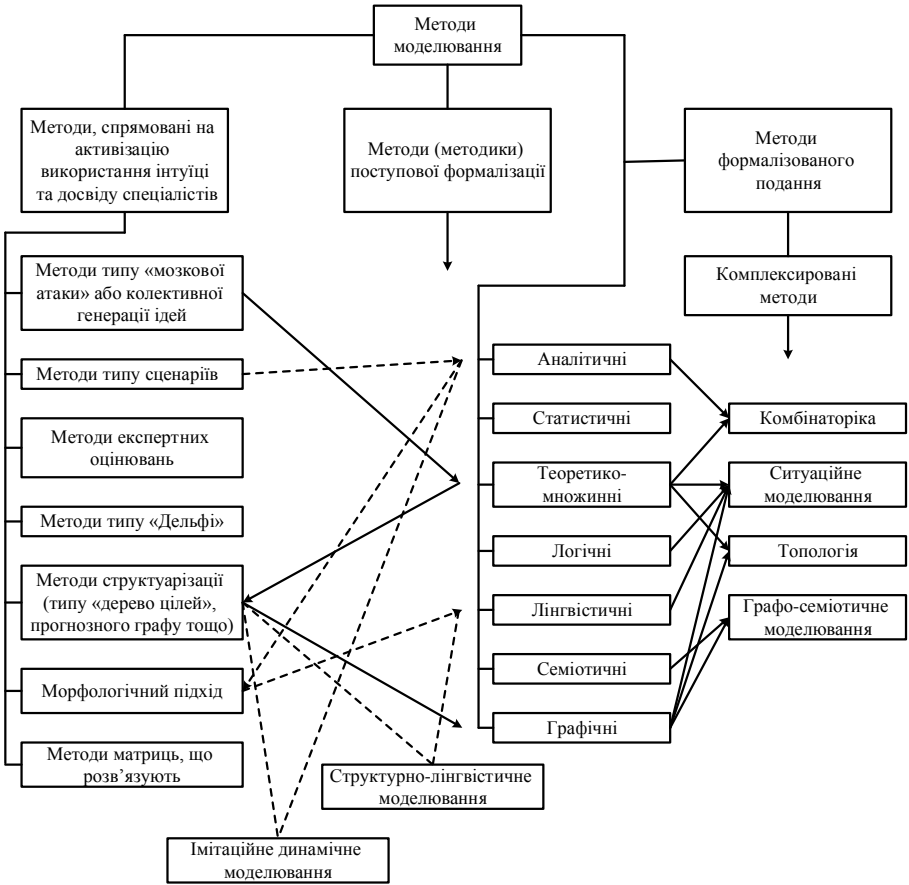 Методи
моделювання
Методи, спрямовані на
активізацію
використання інтуїці
та досвіду спеціалістів
Методи (методики)
поступової формалізації
Методи
формалізованого
подання
Методи типу «мозкової
атаки» або колективної
генерації ідей
Комплексировані
методи
Методи типу сценаріїв
Аналітичні
Статистичні
Комбінаторіка
Методи експертних
оцінювань
Теоретико-
множинні
Ситуаційне
моделювання
Методи типу «Дельфі»
Логічні
Топологія
Методи структуарізації
(типу «дерево цілей»,
прогнозного графу тощо)
Лінгвістичні
Графо-семіотичне
моделювання
Морфологічний підхід
Семіотичні
Графічні
Методи матриць, що
розв’язують
Структурно-лінгвістичне
моделювання
Імітаційне динамічне
моделювання